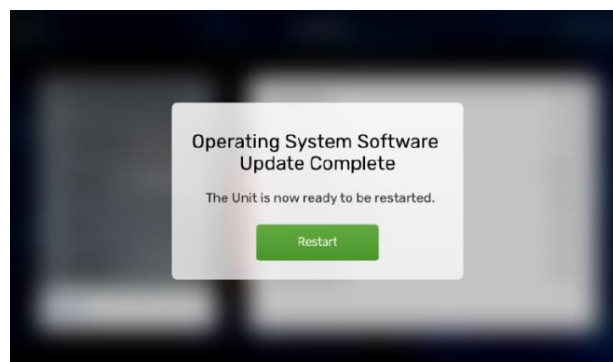 Operating System Software
Update Complete
The Unit is now ready to be restarted.
Restart